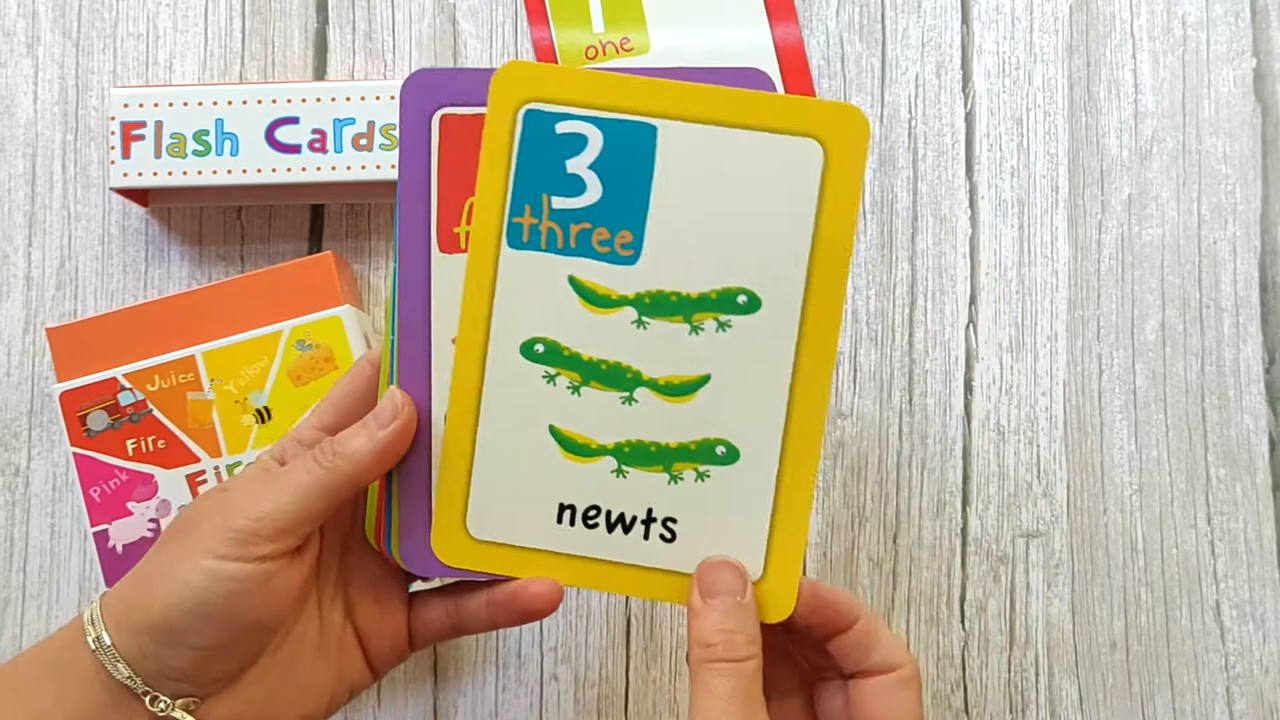 one
Flash Cards
3
three
newts
Juice
Yellow
Fire
Pink